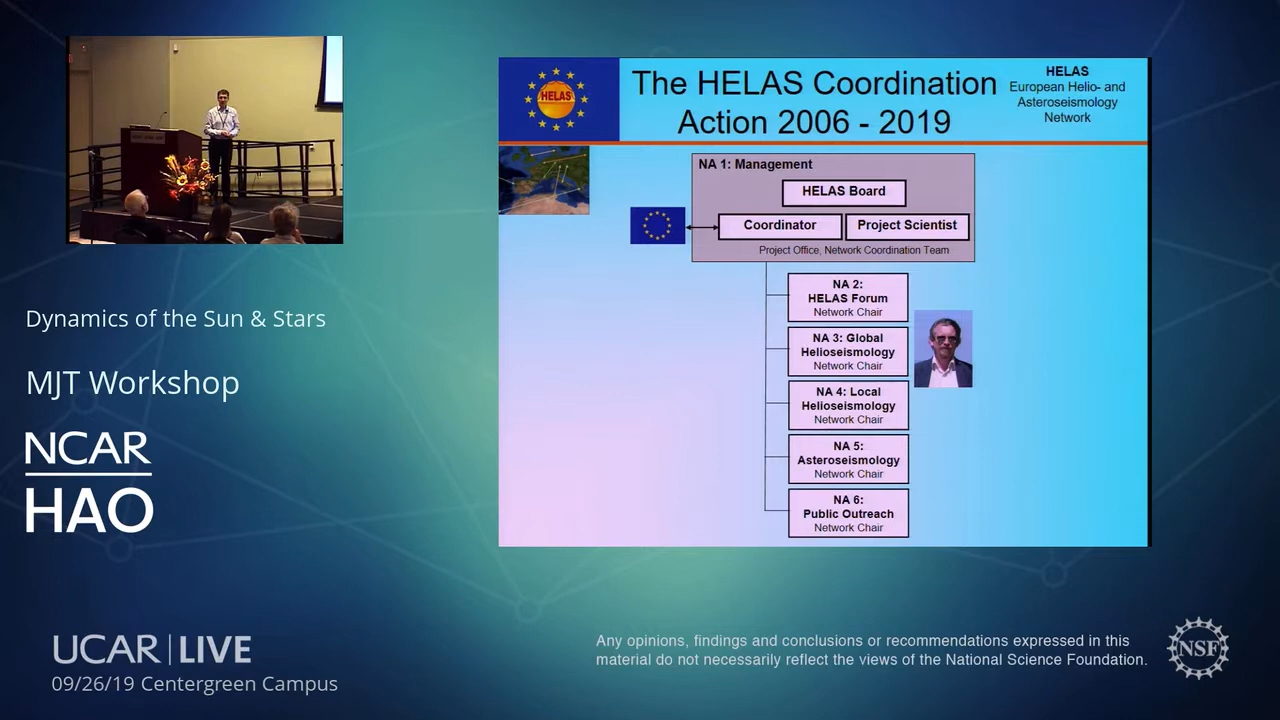 HELAS
The HELAS Coordination
Action 2006 - 2019
HELAS
European Helio- and
Asteroseismology
Network
NA 1: Management
HELAS Board
Coordinator
Project Scientist
Project Office, Network Coordination Team
NA 2:
HELAS Forum
Network Chair
NA 3: Global
Helioseismology
Network Chair
NA 4: Local
Helioseismology
Network Chair
NA 5:
Asteroseismology
Network Chair
NA 6:
Public Outreach
Network Chair
Dynamics of the Sun & Stars
MJT Workshop
NCAR
HAO
UCAR | LIVE
09/26/19 Centergreen Campus
Any opinions, findings and conclusions or recommendations expressed in this
material do not necessarily reflect the views of the National Science Foundation.
NSF